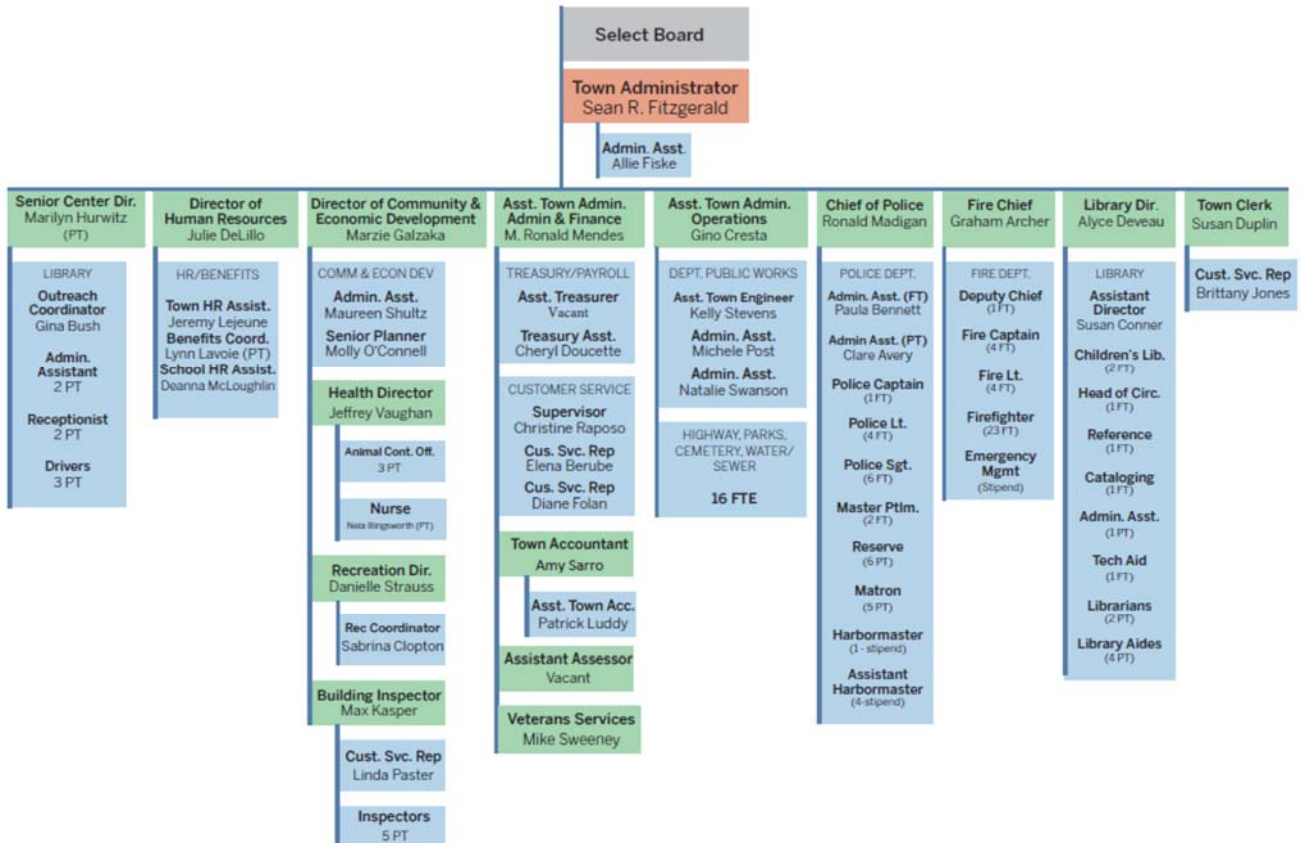 Select Board
Town Administrator
Sean R. Fitzgerald
Admin. Asst.
Allie Fiske
Senior Center Dir.
Marilyn Hurwitz
(PT)
LIBRARY
Outreach
Coordinator
Gina Bush
Admin.
Assistant
2 PT
Receptionist
2 PT
Drivers
3 PT
Director of
Human Resources
Julie DeLillo
HR/BENEFITS
Town HR Assist.
Jeremy Lejeune
Benefits Coord.
Lynn Lavoie (PT)
School HR Assist.
Deanna McLoughlin
Director of Community &
Economic Development
Marzie Galzaka
COMM & ECON DEV
Admin. Asst.
Maureen Shultz
Senior Planner
Molly O'Connell
Health Director
Jeffrey Vaughan
Animal Cont. Off.
3 PT
Nurse
Illingsworth (PT)
Recreation Dir.
Danielle Strauss
Rec Coordinator
Sabrina Clopton
Building Inspector
Max Kasper
Cust. Svc. Rep
Linda Paster
Inspectors
5 PT
Asst. Town Admin.
Admin & Finance
M. Ronald Mendes
TREASURY/PAYROLL
Asst. Treasurer
Vacant
Treasury Asst.
Cheryl Doucette
CUSTOMER SERVICE
Supervisor
Christine Raposo
Cus. Svc. Rep
Elena Berube
Cus. Svc. Rep
Diane Folan
Town Accountant
Amy Sarro
Asst. Town Acc.
Patrick Luddy
Assistant Assessor
Vacant
Veterans Services
Mike Sweeney
Asst. Town Admin.
Operations
Gino Cresta
DEPT. PUBLIC WORKS
Asst. Town Engineer
Kelly Stevens
Admin. Asst.
Michele Post
Admin. Asst.
Natalie Swanson
HIGHWAY, PARKS,
CEMETERY, WATER/
SEWER
16 FTE
Chief of Police
Ronald Madigan
POLICE DEPT.
Admin. Asst. (FT)
Paula Bennett
Admin Asst. (PT)
Clare Avery
Police Captain
(1 FT)
Police Lt.
(4 FT)
Police Sgt.
(6 FT)
Master Ptlm.
(2 FT)
Reserve
(6 PT)
Matron
(5 PT)
Harbormaster
(1 - stipend)
Assistant
Harbormaster
(4-stipend)
Fire Chief
Graham Archer
FIRE DEPT.
Deputy Chief
(1 FT)
Fire Captain
(4 FT)
Fire Lt.
(4 FT)
Firefighter
(23 FT)
Emergency
Mgmt
(Stipend)
Library Dir.
Alyce Deveau
LIBRARY
Assistant
Director
Susan Conner
Children's Lib.
(2 FT)
Head of Circ.
(1 FT)
Reference
(1 FT)
Cataloging
(1 FT)
Admin. Asst.
(1 PT)
Tech Aid
(1 FT)
Librarians
(2 PT)
Library Aides
(4 PT)
Town Clerk
Susan Duplin
Cust. Svc. Rep
Brittany Jones